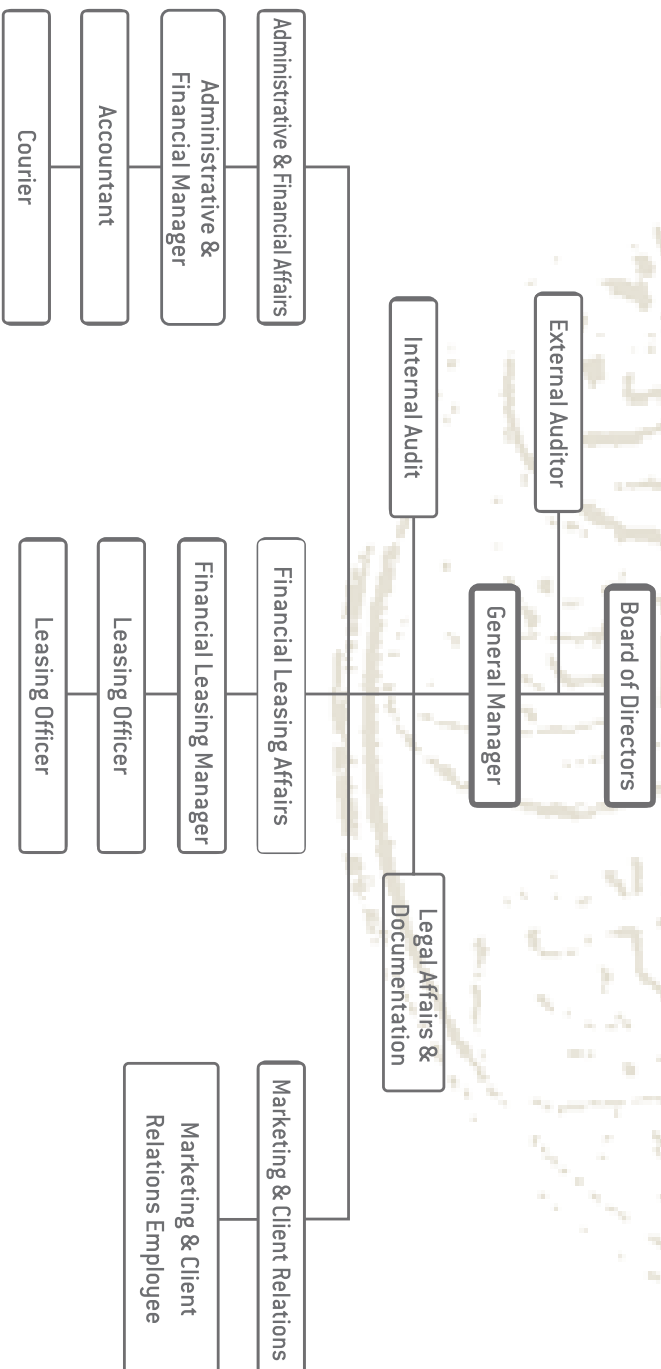 Board of Directors
External Auditor
General Manager
Internal Audit
Legal Affairs &
Documentation
Administrative & Financial Affairs
Administrative &
Financial Manager
Accountant
Courier
Financial Leasing Affairs
Financial Leasing Manager
Leasing Officer
Leasing Officer
Marketing & Client Relations
Marketing & Client
Relations Employee